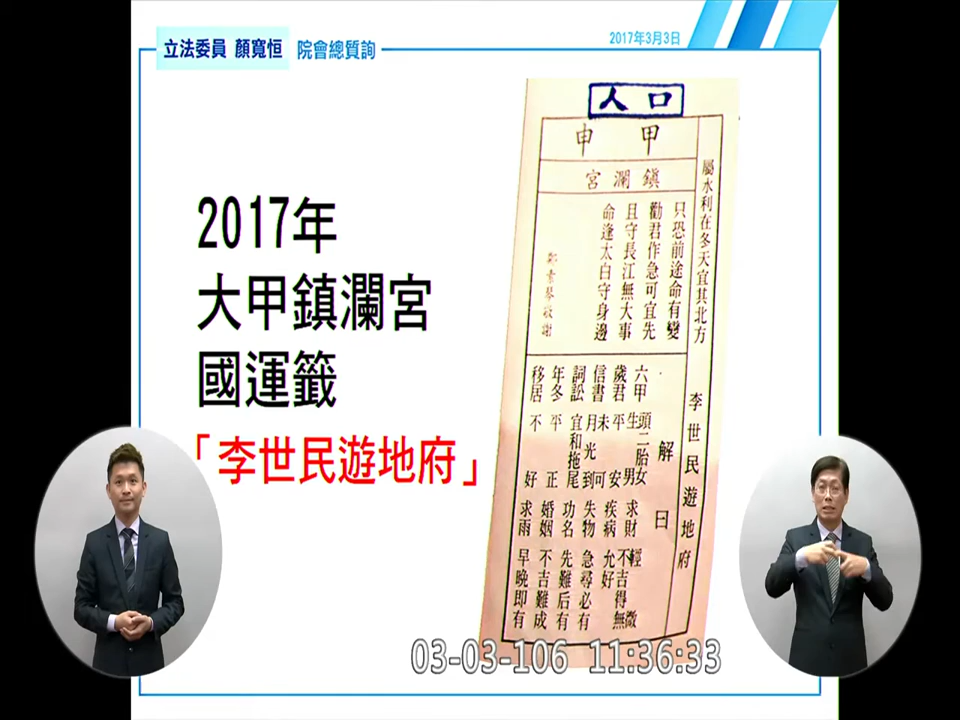 立法委員 顏寬恒 院會總質詢
2017年3月3日
2017年
大甲鎮瀾宮
國運籤
「李世民遊地府」
人口
甲申
鎮瀾宮
屬水利在冬天宜其北方
李世民遊地府
只恐前途命有變
勸君作急可宜先
且守長江無大事
命逢太白守身邊
解曰
六甲 頭二胎女 生男
歲君 平安
信書 未可
月光到
詞訟 宜和拖尾
年冬 平正
移居 不好
求財 輕微 不得無
疾病 不吉 允好
失物 急尋必有
功名 先難后有
婚姻 不吉難成
求雨 早晚即有
03-03-106 11:36:33